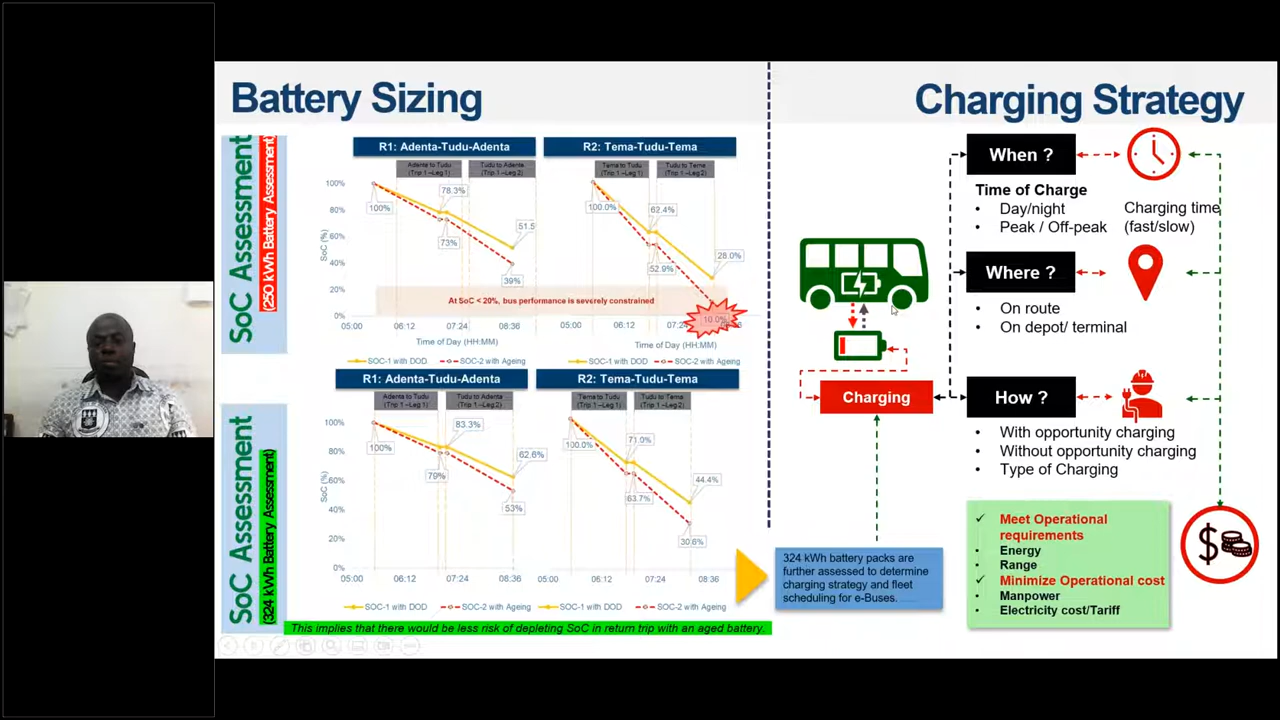 Battery Sizing
SoC Assessment
(250 kWh Battery Assessment)
R1: Adenta-Tudu-Adenta
Adenta to Tudu
(Trip 1 –Leg 1)
Tudu to Adenta
(Trip 1 –Leg 2)
100%
80%
60%
40%
20%
0%
SoC (%)
100%
78.3%
73%
51.5
39%
R2: Tema-Tudu-Tema
Tema to Tudu
(Trip 1 –Leg 1)
Tudu to Tema
(Trip 1 –Leg 2)
100.0%
62.4%
52.9%
28.0%
10.0%
At SoC < 20%, bus performance is severely constrained
05:00
06:12
07:24
08:36
05:00
06:12
07:24
Time of Day (HH:MM)
Time of Day (HH:MM)
SOC-1 with DOD
SOC-2 with Ageing
SOC-1 with DOD
SOC-2 with Ageing
SoC Assessment
(324 kWh Battery Assessment)
R1: Adenta-Tudu-Adenta
Adenta to Tudu
(Trip 1 –Leg 1)
Tudu to Adenta
(Trip 1 –Leg 2)
100%
80%
60%
40%
20%
0%
SoC (%)
100%
83.3%
79%
62.6%
53%
R2: Tema-Tudu-Tema
Tema to Tudu
(Trip 1 –Leg 1)
Tudu to Tema
(Trip 1 –Leg 2)
100.0%
71.0%
63.7%
44.4%
30.6%
05:00
06:12
07:24
08:36
05:00
06:12
07:24
08:36
SOC-1 with DOD
SOC-2 with Ageing
SOC-1 with DOD
SOC-2 with Ageing
This implies that there would be less risk of depleting SoC in return trip with an aged battery.
Charging Strategy
Charging
324 kWh battery packs are
further assessed to determine
charging strategy and fleet
scheduling for e-Buses.
When ?
Time of Charge
• Day/night
• Peak / Off-peak
Charging time
(fast/slow)
Where ?
• On route
• On depot/ terminal
How ?
• With opportunity charging
• Without opportunity charging
• Type of Charging
✓ Meet Operational
requirements
• Energy
• Range
✓ Minimize Operational cost
• Manpower
• Electricity cost/Tariff
$